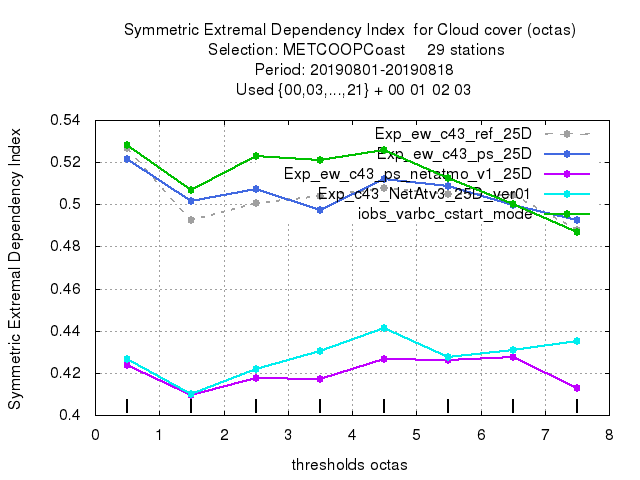 Symmetric Extremal Dependency Index  for Cloud cover (octas)
Selection: METCOOPCoast     29 stations
Period: 20190801-20190818
Used {00,03,...,21} + 00 01 02 03
Symmetric Extremal Dependency Index
0.54
0.52
0.5
0.48
0.46
0.44
0.42
0.4
Exp_ew_c43_ref_25D
Exp_ew_c43_ps_25D
Exp_ew_c43_ps_netatmo_v1_25D
Exp_c43_NetAtv3_25D_ver01
iobs_varbc_cstart_mode
0 1 2 3 4 5 6 7 8
thresholds octas